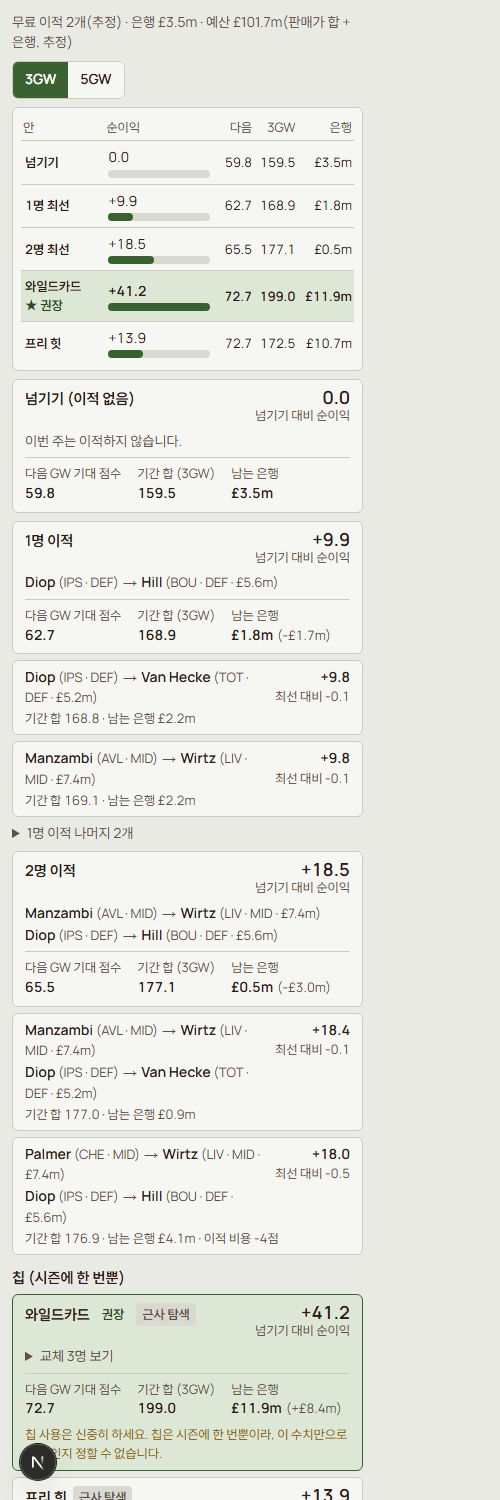 무료 이적 2개(추정) · 은행 £3.5m · 예산 £101.7m(판매가 합 +
은행, 추정)
3GW 5GW
안 순이익 다음 3GW 은행
넘기기 0.0 59.8 159.5 £3.5m
1명 최선 +9.9 62.7 168.9 £1.8m
2명 최선 +18.5 65.5 177.1 £0.5m
와일드카드
★ 권장 +41.2 72.7 199.0 £11.9m
프리 힛 +13.9 72.7 172.5 £10.7m
넘기기 (이적 없음) 0.0
넘기기 대비 순이익
이번 주는 이적하지 않습니다.
다음 GW 기대 점수 기간 합 (3GW) 남는 은행
59.8 159.5 £3.5m
1명 이적 +9.9
넘기기 대비 순이익
Diop (IPS · DEF) → Hill (BOU · DEF · £5.6m)
다음 GW 기대 점수 기간 합 (3GW) 남는 은행
62.7 168.9 £1.8m (-£1.7m)
Diop (IPS · DEF) → Van Hecke (TOT · +9.8
DEF · £5.2m) 최선 대비 -0.1
기간 합 168.8 · 남는 은행 £2.2m
Manzambi (AVL · MID) → Wirtz (LIV · +9.8
MID · £7.4m) 최선 대비 -0.1
기간 합 169.1 · 남는 은행 £2.2m
▶ 1명 이적 나머지 2개
2명 이적 +18.5
넘기기 대비 순이익
Manzambi (AVL · MID) → Wirtz (LIV · MID · £7.4m)
Diop (IPS · DEF) → Hill (BOU · DEF · £5.6m)
다음 GW 기대 점수 기간 합 (3GW) 남는 은행
65.5 177.1 £0.5m (-£3.0m)
Manzambi (AVL · MID) → Wirtz (LIV · +18.4
MID · £7.4m) 최선 대비 -0.1
Diop (IPS · DEF) → Van Hecke (TOT ·
DEF · £5.2m)
기간 합 177.0 · 남는 은행 £0.9m
Palmer (CHE · MID) → Wirtz (LIV · MID · +18.0
£7.4m) 최선 대비 -0.5
Diop (IPS · DEF) → Hill (BOU · DEF ·
£5.6m)
기간 합 176.9 · 남는 은행 £4.1m · 이적 비용 -4점
칩 (시즌에 한 번뿐)
와일드카드 권장 근사 탐색 +41.2
넘기기 대비 순이익
▶ 교체 3명 보기
다음 GW 기대 점수 기간 합 (3GW) 남는 은행
72.7 199.0 £11.9m (+£8.4m)
칩 사용은 신중히 하세요. 칩은 시즌에 한 번뿐이라, 이 수치만으로
인지 정할 수 없습니다.
N
프리 힛 근사 탐색 +13.9